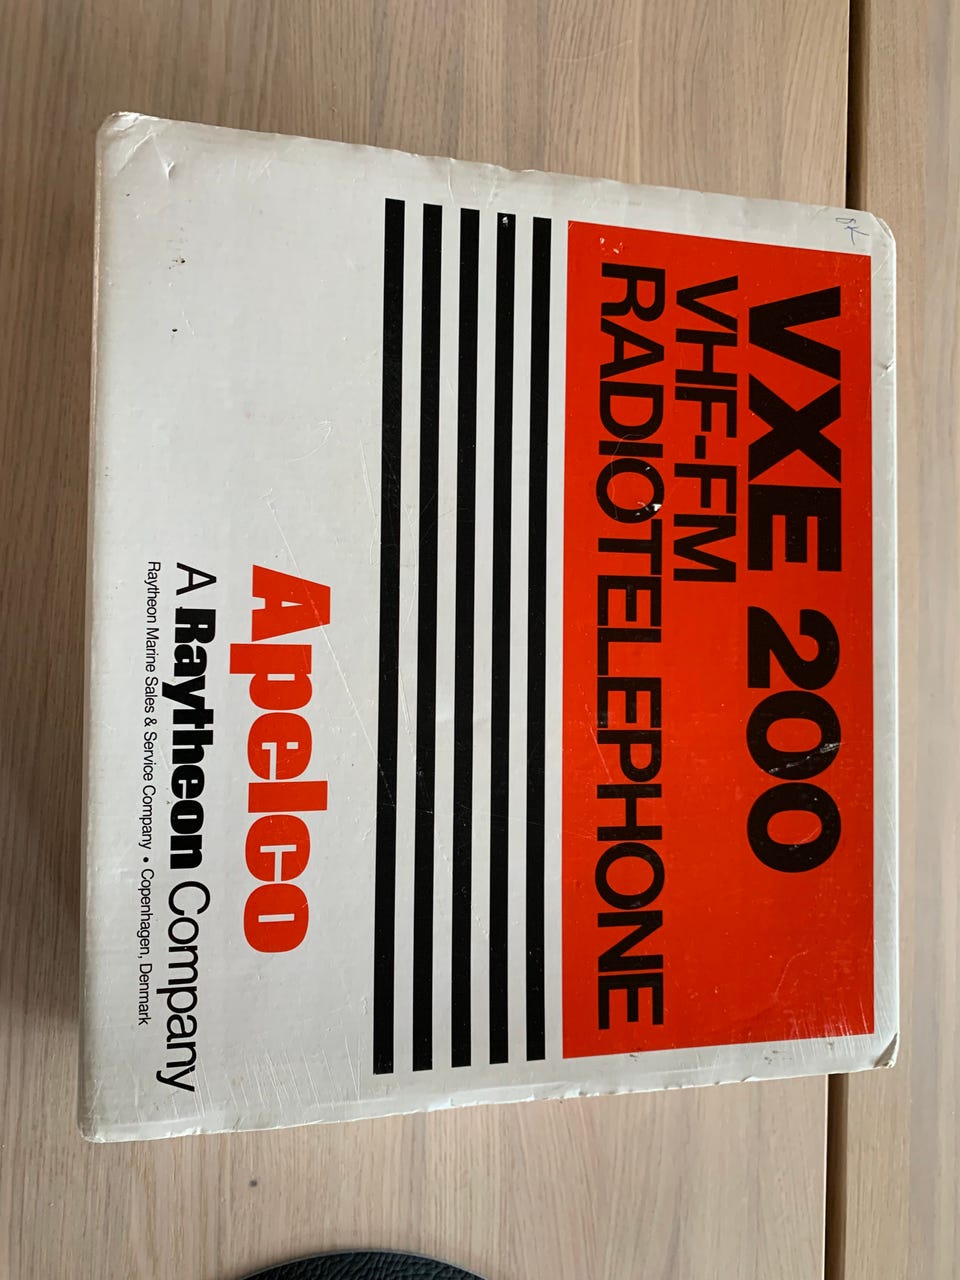 VXE 200
VHF-FM
RADIOTELEPHONE
Apelco
A Raytheon Company
Raytheon Marine Sales & Service Company • Copenhagen, Denmark